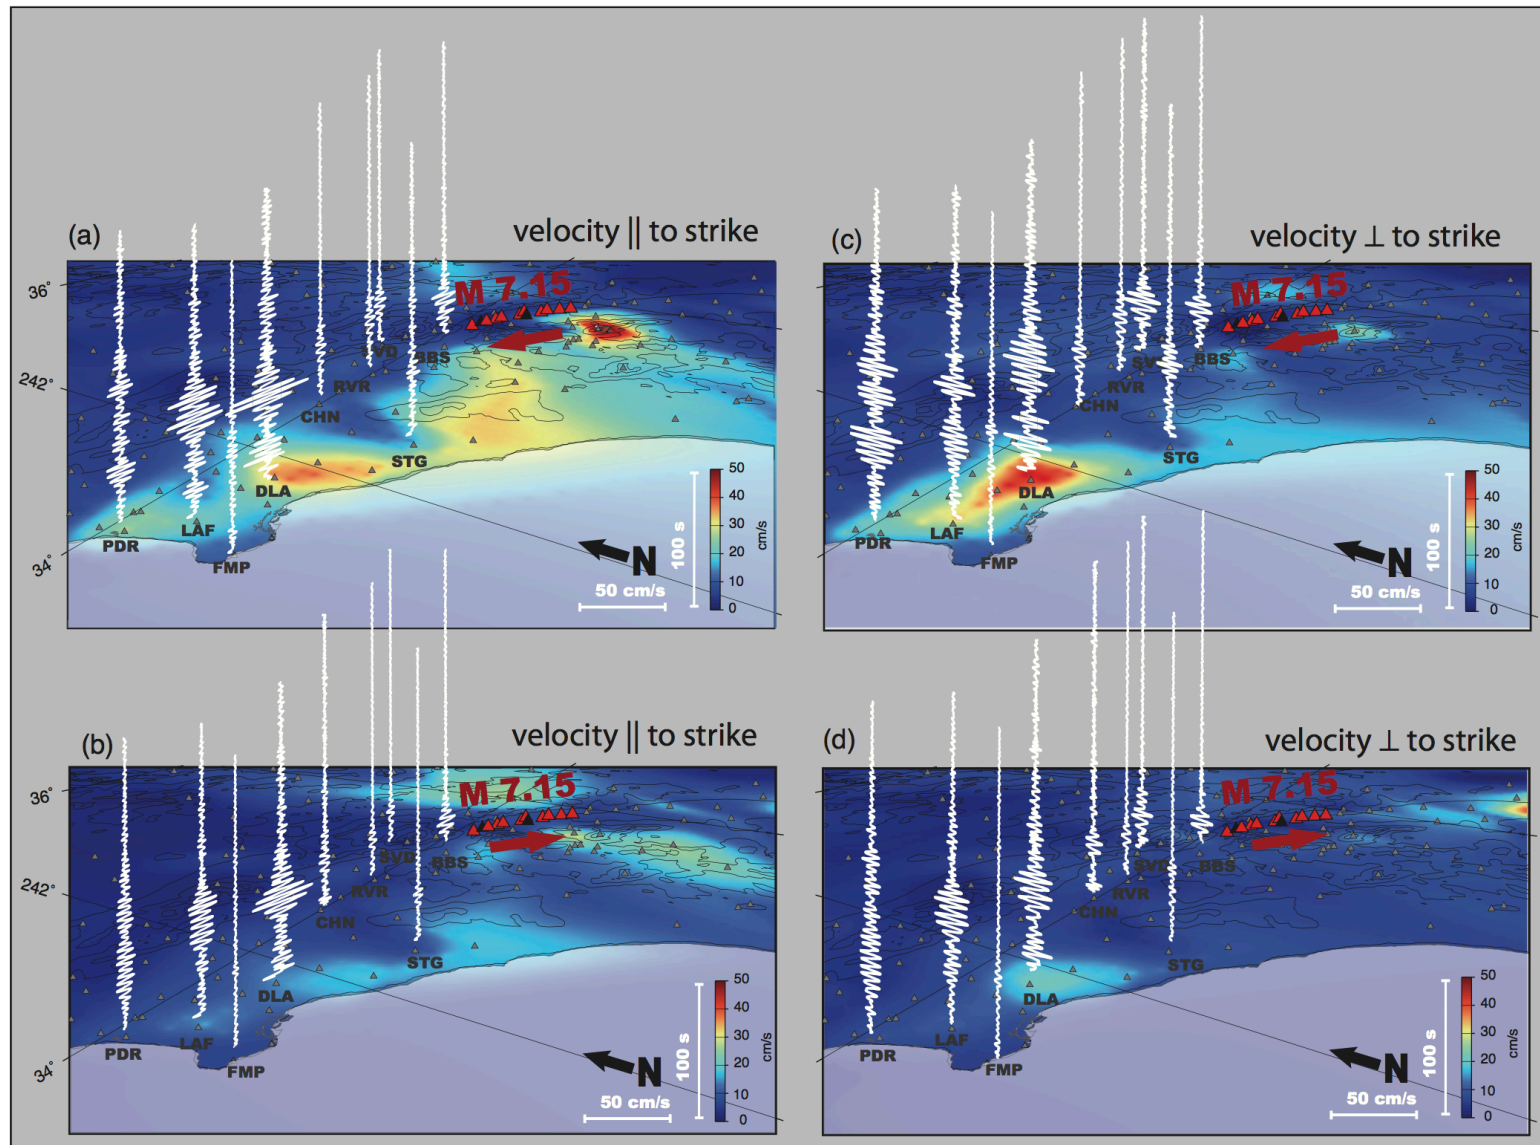 (a)
velocity || to strike
M 7.15
36°
242°
34°
SVD
BBS
RVR
CHN
STG
DLA
LAF
PDR
FMP
N
50 cm/s
100 s
50
40
30
20
10
0
cm/s
(c)
velocity ⊥ to strike
M 7.15
BBS
RVR
CHN
STG
DLA
LAF
PDR
FMP
N
50 cm/s
100 s
50
40
30
20
10
0
cm/s
(b)
velocity || to strike
M 7.15
36°
242°
34°
SVD
BBS
RVR
CHN
STG
DLA
LAF
PDR
FMP
N
50 cm/s
100 s
50
40
30
20
10
0
cm/s
(d)
velocity ⊥ to strike
M 7.15
SVD
BBS
RVR
CHN
STG
DLA
LAF
PDR
FMP
N
50 cm/s
100 s
50
40
30
20
10
0
cm/s